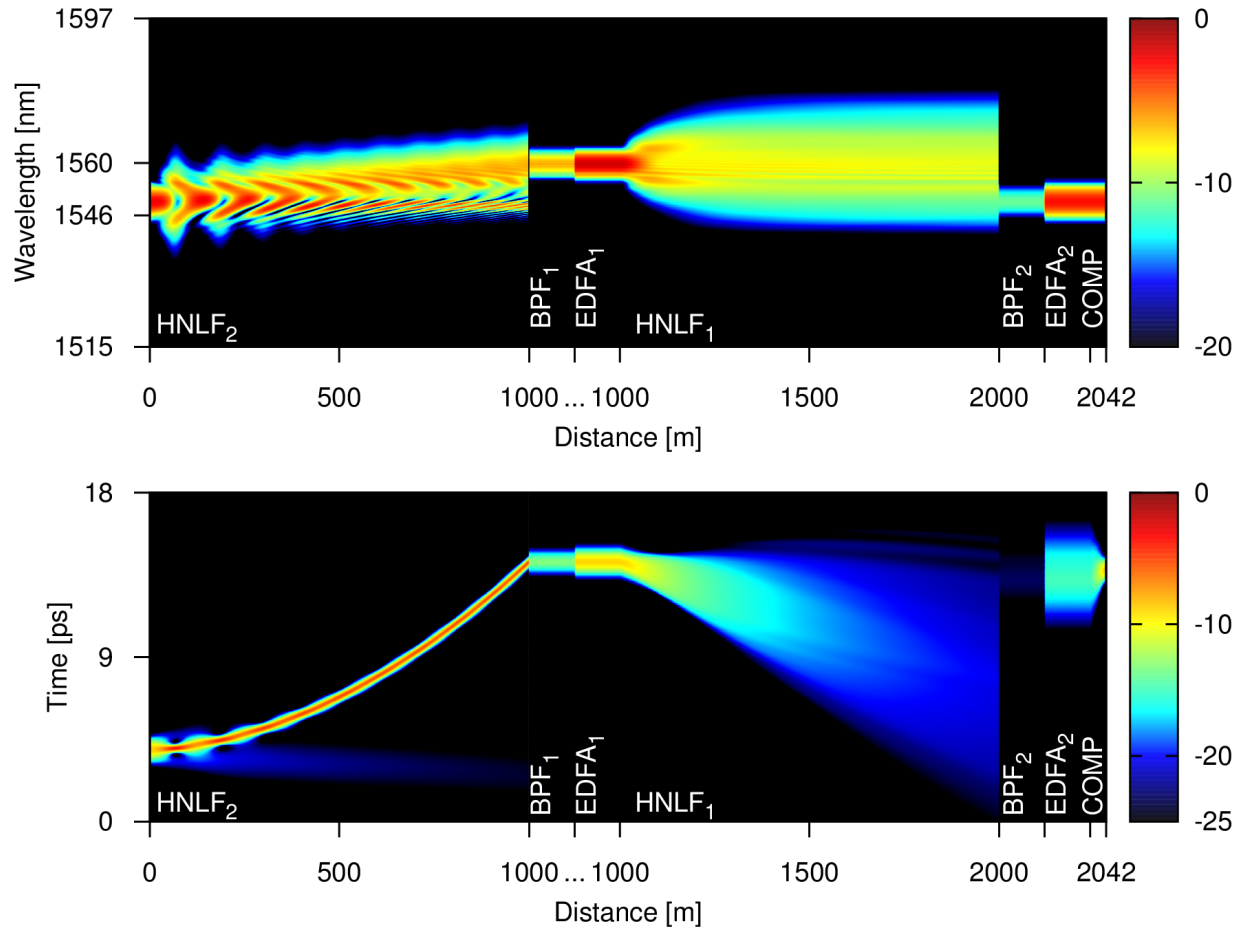 1597
1560
1546
1515
Wavelength [nm]
HNLF2
BPF1
EDFA1
HNLF1
BPF2
EDFA2
COMP
0 500 1000 ... 1000 1500 2000 2042
Distance [m]
0
-10
-20
18
9
0
Time [ps]
HNLF2
BPF1
EDFA1
HNLF1
BPF2
EDFA2
COMP
0 500 1000 ... 1000 1500 2000 2042
Distance [m]
0
-10
-20
-25